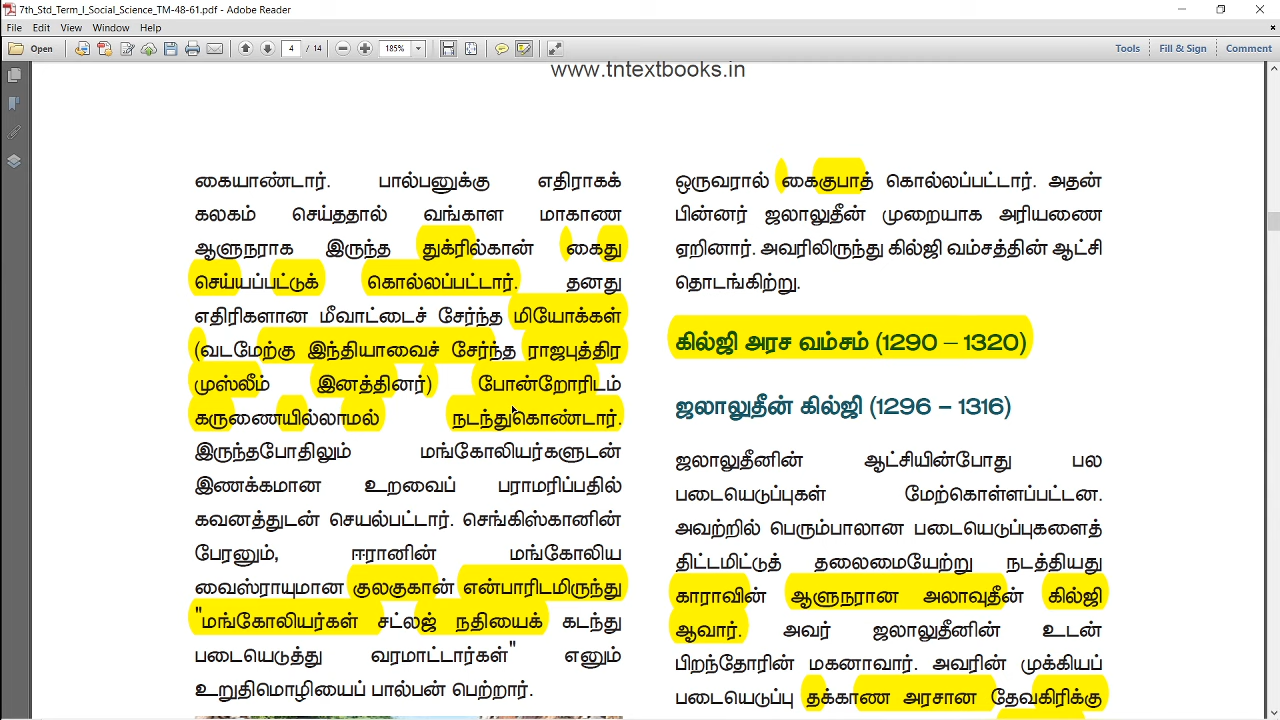 7th_Std_Term_I_Social_Science_TM-48-61.pdf - Adobe Reader
File Edit View Window Help
Open 4 / 14 185% Tools Fill & Sign Comment
www.tntextbooks.in
கையாண்டார். பால்பனுக்கு எதிராகக்
கலகம் செய்ததால் வங்காள மாகாண
ஆளுநராக இருந்த துக்ரில்கான் கைது
செய்யப்பட்டுக் கொல்லப்பட்டார். தனது
எதிரிகளான மீவாட்டைச் சேர்ந்த மியோக்கள்
(வடமேற்கு இந்தியாவைச் சேர்ந்த ராஜபுத்திர
முஸ்லீம் இனத்தினர்) போன்றோரிடம்
கருணையில்லாமல் நடந்துகொண்டார்.
இருந்தபோதிலும் மங்கோலியர்களுடன்
இணக்கமான உறவைப் பராமரிப்பதில்
கவனத்துடன் செயல்பட்டார். செங்கிஸ்கானின்
பேரனும், ஈரானின் மங்கோலிய
வைஸ்ராயுமான குலகுகான் என்பாரிடமிருந்து
"மங்கோலியர்கள் சட்லஜ் நதியைக் கடந்து
படையெடுத்து வரமாட்டார்கள்" எனும்
உறுதிமொழியைப் பால்பன் பெற்றார்.
ஒருவரால் கைகுபாத் கொல்லப்பட்டார். அதன்
பின்னர் ஜலாலுதீன் முறையாக அரியணை
ஏறினார். அவரிலிருந்து கில்ஜி வம்சத்தின் ஆட்சி
தொடங்கிற்று.
கில்ஜி அரச வம்சம் (1290 – 1320)
ஜலாலுதீன் கில்ஜி (1296 – 1316)
ஜலாலுதீனின் ஆட்சியின்போது பல
படையெடுப்புகள் மேற்கொள்ளப்பட்டன.
அவற்றில் பெரும்பாலான படையெடுப்புகளைத்
திட்டமிட்டுத் தலைமையேற்று நடத்தியது
காராவின் ஆளுநரான அலாவுதீன் கில்ஜி
ஆவார். அவர் ஜலாலுதீனின் உடன்
பிறந்தோரின் மகனாவார். அவரின் முக்கியப்
படையெடுப்பு தக்காண அரசான தேவகிரிக்கு